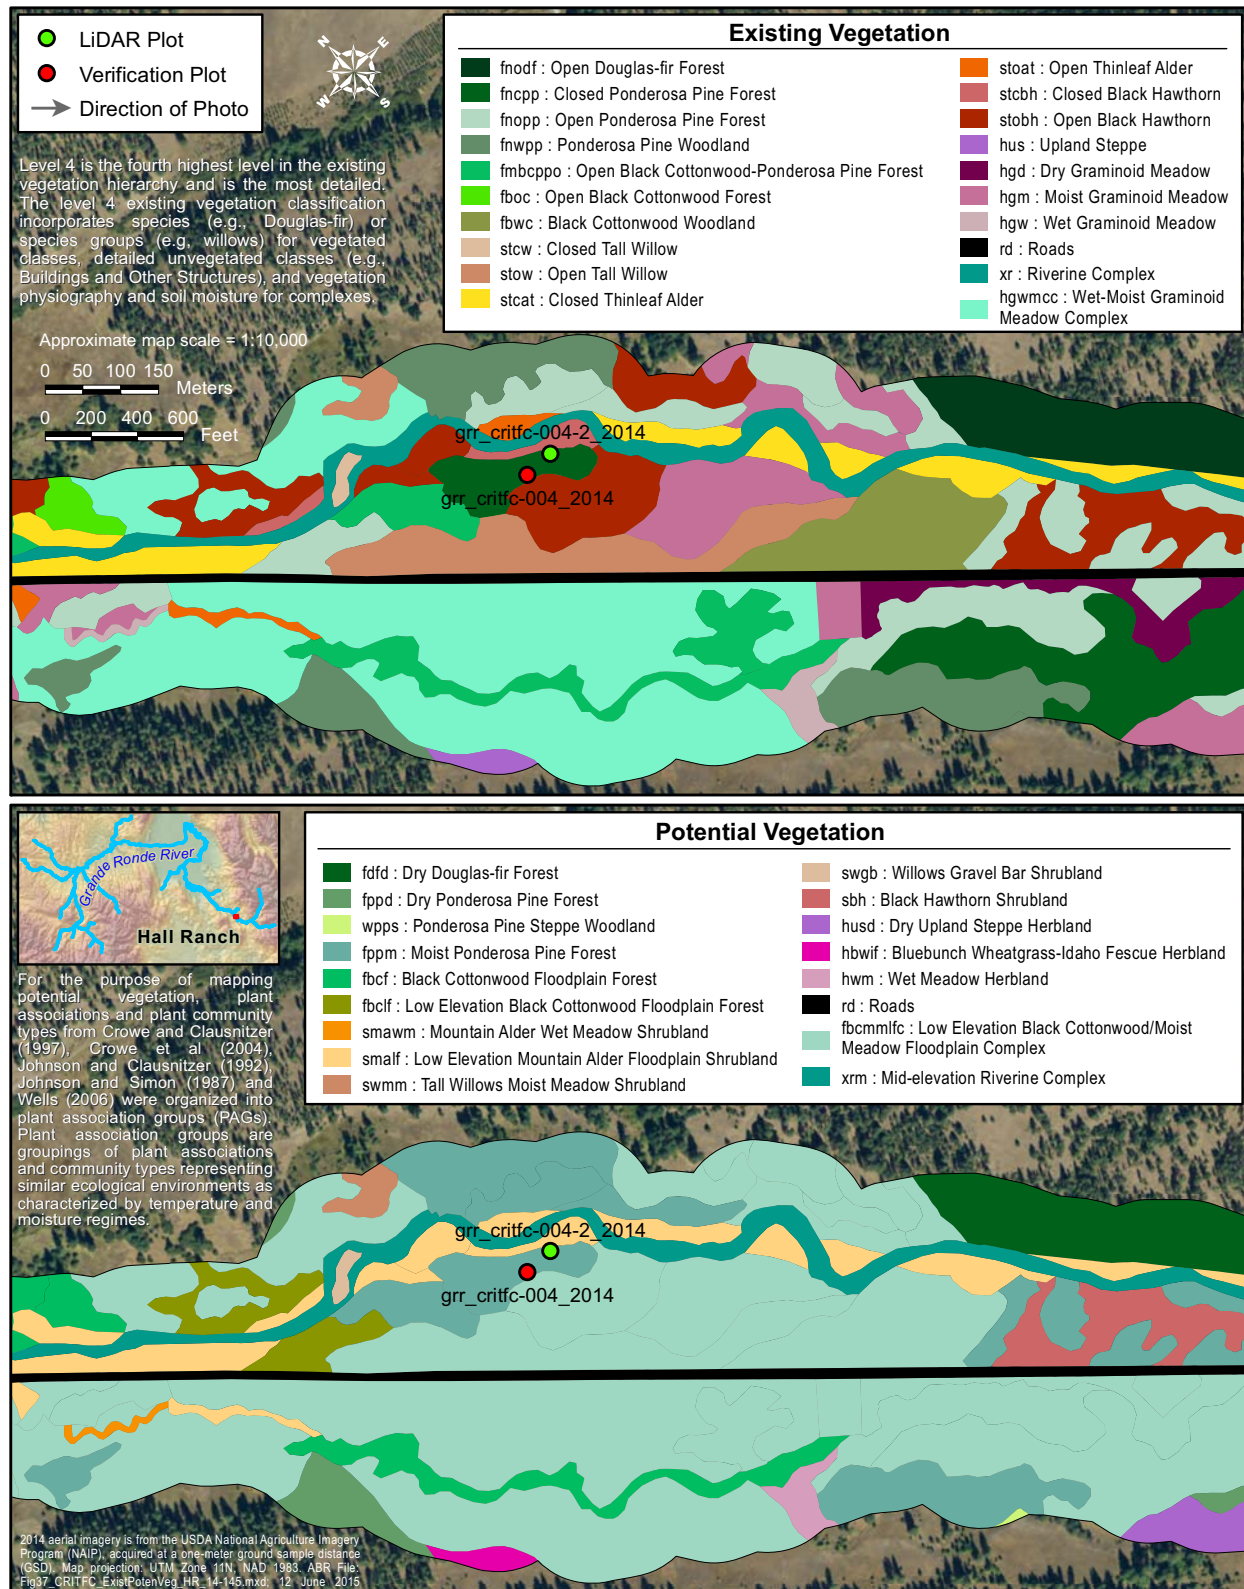 LiDAR Plot
Verification Plot
Direction of Photo
N
E
W
S
Level 4 is the fourth highest level in the existing
vegetation hierarchy and is the most detailed.
The level 4 existing vegetation classification
incorporates species (e.g., Douglas-fir) or
species groups (e.g, willows) for vegetated
classes, detailed unvegetated classes (e.g.,
Buildings and Other Structures), and vegetation
physiography and soil moisture for complexes.
Approximate map scale = 1:10,000
0 50 100 150
Meters
0 200 400 600
Feet
Existing Vegetation
fnodf : Open Douglas-fir Forest
fncpp : Closed Ponderosa Pine Forest
fnopp : Open Ponderosa Pine Forest
fnwpp : Ponderosa Pine Woodland
fmbcppo : Open Black Cottonwood-Ponderosa Pine Forest
fboc : Open Black Cottonwood Forest
fbwc : Black Cottonwood Woodland
stcw : Closed Tall Willow
stow : Open Tall Willow
stcat : Closed Thinleaf Alder
stoat : Open Thinleaf Alder
stcbh : Closed Black Hawthorn
stobh : Open Black Hawthorn
hus : Upland Steppe
hgd : Dry Graminoid Meadow
hgm : Moist Graminoid Meadow
hgw : Wet Graminoid Meadow
rd : Roads
xr : Riverine Complex
hgwmcc : Wet-Moist Graminoid
Meadow Complex
grr_critfc-004-2_2014
grr_critfc-004_2014
Grande Ronde River
Hall Ranch
For the purpose of mapping
potential vegetation, plant
associations and plant community
types from Crowe and Clausnitzer
(1997), Crowe et al (2004),
Johnson and Clausnitzer (1992),
Johnson and Simon (1987) and
Wells (2006) were organized into
plant association groups (PAGs).
Plant association groups are
groupings of plant associations
and community types representing
similar ecological environments as
characterized by temperature and
moisture regimes.
Potential Vegetation
fdfd : Dry Douglas-fir Forest
fppd : Dry Ponderosa Pine Forest
wpps : Ponderosa Pine Steppe Woodland
fppm : Moist Ponderosa Pine Forest
fbcf : Black Cottonwood Floodplain Forest
fbclf : Low Elevation Black Cottonwood Floodplain Forest
smawm : Mountain Alder Wet Meadow Shrubland
smalf : Low Elevation Mountain Alder Floodplain Shrubland
swmm : Tall Willows Moist Meadow Shrubland
swgb : Willows Gravel Bar Shrubland
sbh : Black Hawthorn Shrubland
husd : Dry Upland Steppe Herbland
hbwif : Bluebunch Wheatgrass-Idaho Fescue Herbland
hwm : Wet Meadow Herbland
rd : Roads
fbcmmlfc : Low Elevation Black Cottonwood/Moist
Meadow Floodplain Complex
xrm : Mid-elevation Riverine Complex
grr_critfc-004-2_2014
grr_critfc-004_2014
2014 aerial imagery is from the USDA National Agriculture Imagery
Program (NAIP), acquired at a one-meter ground sample distance
(GSD). Map projection: UTM Zone 11N, NAD 1983. ABR File:
Fig37_CRITFC_ExistPotenVeg_HR_14-145.mxd; 12 June 2015